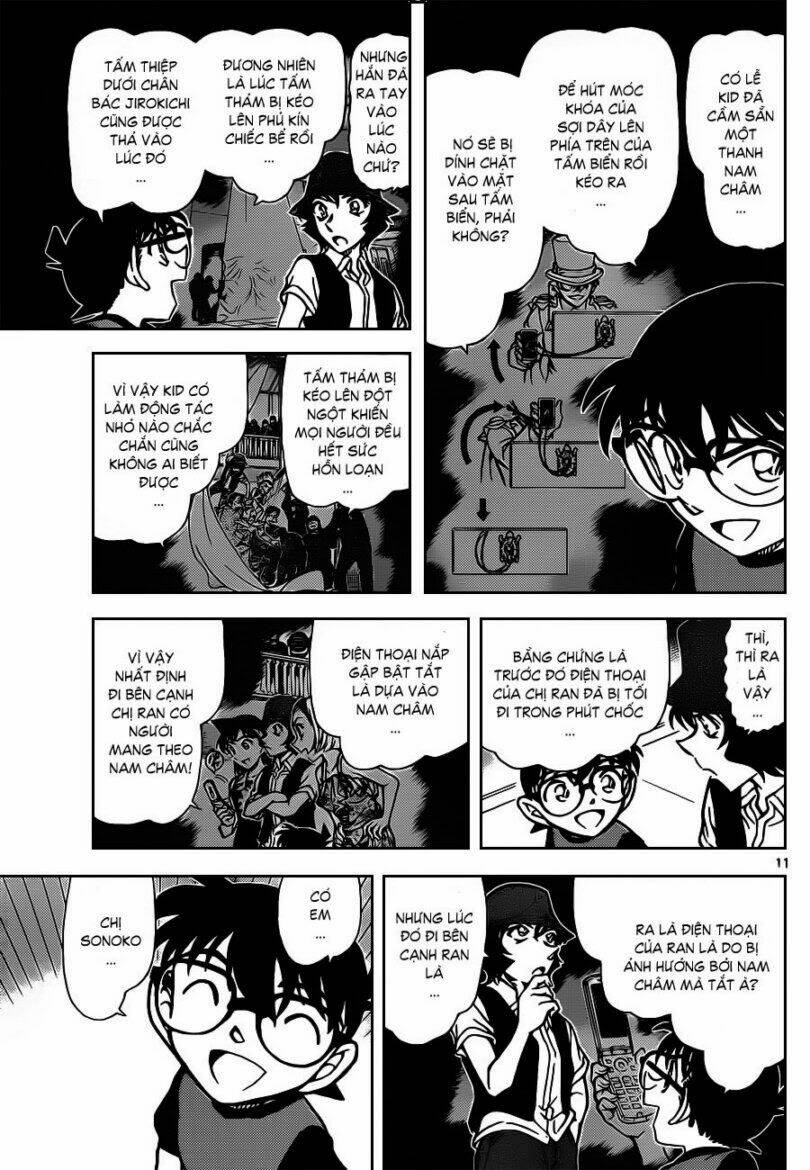 CÓ LẼ
KID ĐÃ
CẦM SẴN
MỘT
THANH
NAM
CHÂM
...
ĐỂ HÚT MÓC
KHÓA CỦA
SỢI DÂY LÊN
PHÍA TRÊN CỦA
TẤM BIỂN RỒI
KÉO RA
...
NÓ SẼ BỊ
DÍNH CHẶT
VÀO MẶT
SAU TẤM
BIỂN, PHẢI
KHÔNG?
NHƯNG
HẮN ĐÃ
RA TAY
VÀO
LÚC
NÀO
CHỨ?
ĐƯƠNG NHIÊN
LÀ LÚC TẤM
THẢM BỊ KÉO
LÊN PHỦ KÍN
CHIẾC BỂ RỒI
...
TẤM THIỆP
DƯỚI CHÂN
BÁC JIROKICHI
CŨNG ĐƯỢC
THẢ VÀO
LÚC ĐÓ
...
TẤM THẢM BỊ
KÉO LÊN ĐỘT
NGỘT KHIẾN
MỌI NGƯỜI ĐỀU
HẾT SỨC
HỖN LOẠN
...
VÌ VẬY KID CÓ
LÀM ĐỘNG TÁC
NHỎ NÀO CHẮC
CHẮN CŨNG
KHÔNG AI BIẾT
ĐƯỢC
...
THÌ,
THÌ RA
LÀ
VẬY
...
BẰNG CHỨNG LÀ
TRƯỚC ĐÓ ĐIỆN THOẠI
CỦA CHỊ RAN ĐÃ BỊ TỐI
ĐI TRONG PHÚT CHỐC
...
ĐIỆN THOẠI NẮP
GẬP BẬT TẮT
LÀ DỰA VÀO
NAM CHÂM
...
VÌ VẬY
NHẤT ĐỊNH
ĐI BÊN CẠNH
CHỊ RAN CÓ
NGƯỜI
MANG THEO
NAM CHÂM!
11
RA LÀ ĐIỆN THOẠI
CỦA RAN LÀ DO BỊ
ẢNH HƯỚNG BỞI NAM
CHÂM MÀ TẮT À?
NHƯNG LÚC
ĐÓ ĐI BÊN
CẠNH RAN
LÀ
...
CÓ
EM
...
CHỊ
SONOKO
...